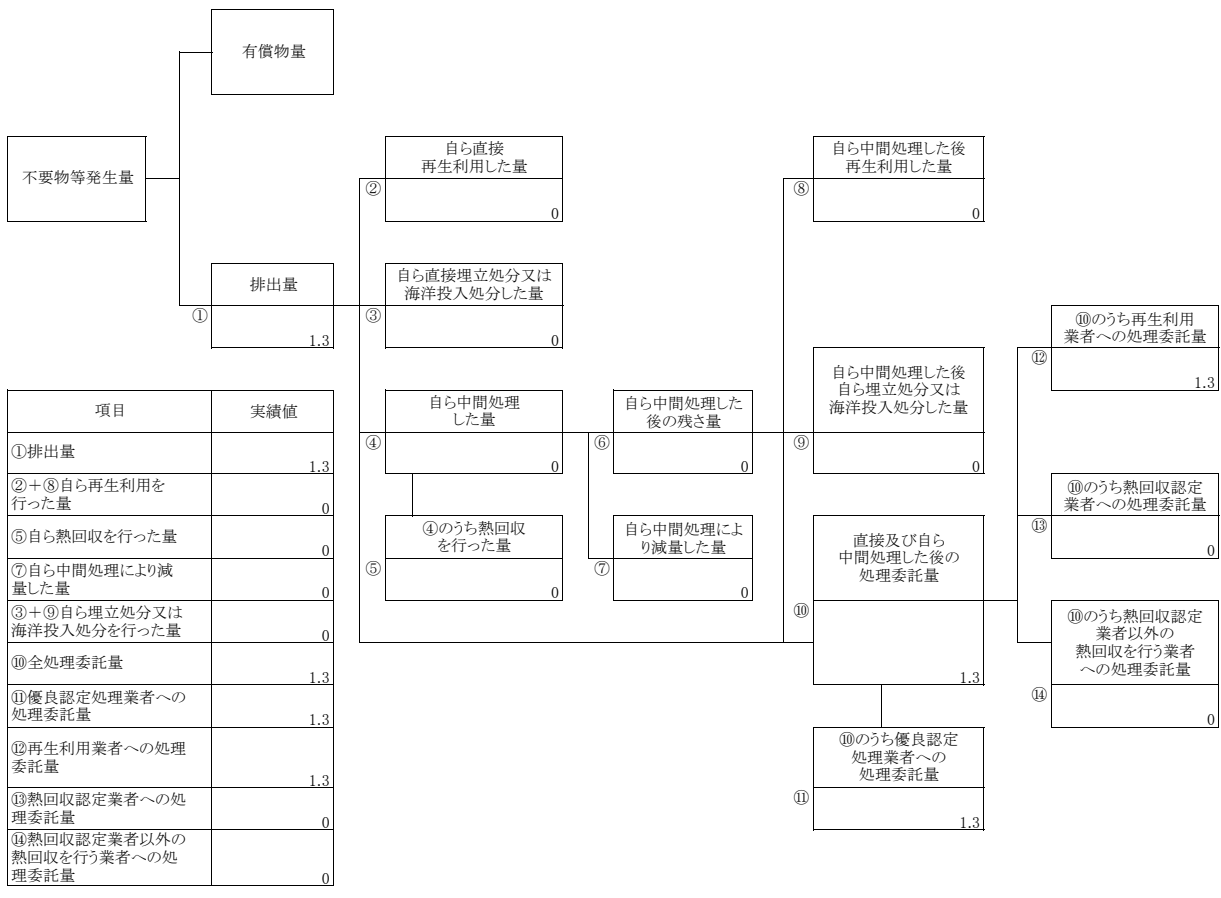 有償物量
不要物等発生量
排出量
①
1.3
自ら直接
再生利用した量
②
0
自ら直接埋立処分又は
海洋投入処分した量
③
0
自ら中間処理
した量
④
0
④のうち熱回収
を行った量
⑤
0
自ら中間処理した
後の残さ量
⑥
0
自ら中間処理によ
り減量した量
⑦
0
自ら中間処理した後
再生利用した量
⑧
0
自ら中間処理した後
自ら埋立処分又は
海洋投入処分した量
⑨
0
直接及び自ら
中間処理した後の
処理委託量
⑩
1.3
⑩のうち優良認定
処理業者への
処理委託量
⑪
1.3
⑩のうち再生利用
業者への処理委託量
⑫
1.3
⑩のうち熱回収認定
業者への処理委託量
⑬
0
⑩のうち熱回収認定
業者以外の
熱回収を行う業者
への処理委託量
⑭
0
項目 実績値
①排出量
1.3
②＋⑧自ら再生利用を
行った量
0
⑤自ら熱回収を行った量
0
⑦自ら中間処理により減
量した量
0
③＋⑨自ら埋立処分又は
海洋投入処分を行った量
0
⑩全処理委託量
1.3
⑪優良認定処理業者への
処理委託量
1.3
⑫再生利用業者への処理
委託量
1.3
⑬熱回収認定業者への処
理委託量
0
⑭熱回収認定業者以外の
熱回収を行う業者への処
理委託量
0